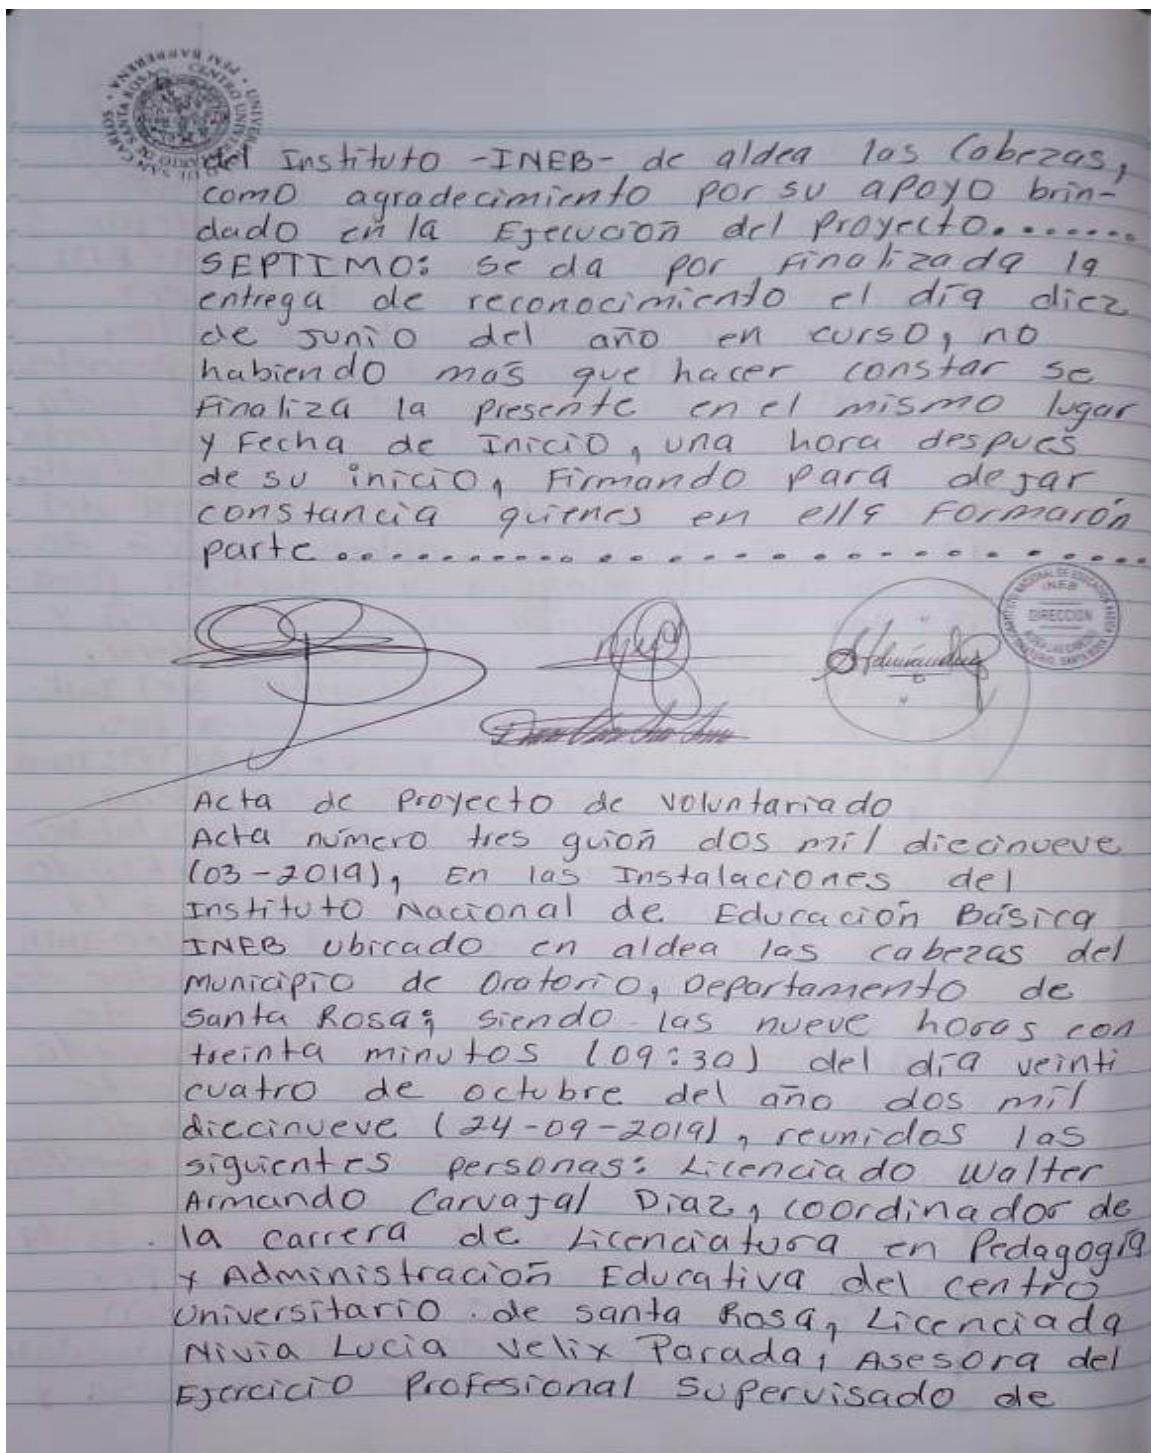 del Instituto -INEB- de aldea las Cabezas,
como agradecimiento por su apoyo brin-
dado en la Ejecución del Proyecto........
SEPTIMO: se da por Finalizada la
entrega de reconocimiento el día diez
de Junio del año en curso, no
habiendo mas que hacer constar se
Finaliza la presente en el mismo lugar
y Fecha de Inicio, una hora despues
de su inicio, Firmando para dejar
constancia quienes en ella Formarón
parte....................
DIRECCION
Acta de Proyecto de voluntariado
Acta número tres guión dos mil diecinueve
(03-2019), En las Instalaciones del
Instituto Nacional de Educación Básica
INEB ubicado en aldea las cabezas del
Municipio de Oratorio, Departamento de
Santa Rosa; siendo las nueve horas con
treinta minutos (09:30) del día veinti
cuatro de octubre del año dos mil
diecinueve (24-09-2019), reunidos las
siguientes personas: Licenciado Walter
Armando Carvajal Diaz, coordinador de
la carrera de Licenciatura en Pedagogía
y Administración Educativa del centro
Universitario de santa Rosa, Licenciada
Nivia Lucia Velix Parada, Asesora del
Ejercicio Profesional Supervisado de